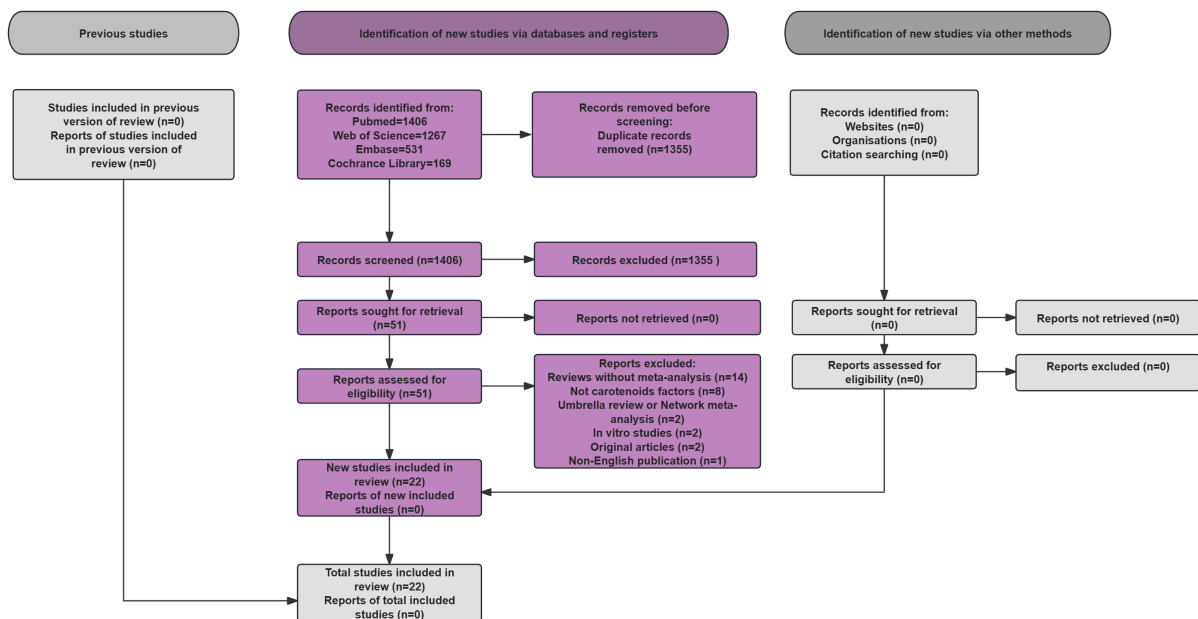 Previous studies
Identification of new studies via databases and registers
Identification of new studies via other methods
Studies included in previous
version of review (n=0)
Reports of studies included
in previous version of
review (n=0)
Records identified from:
Pubmed=1406
Web of Science=1267
Embase=531
Cochrance Library=169
Records removed before
screening:
Duplicate records
removed (n=1355)
Records identified from:
Websites (n=0)
Organisations (n=0)
Citation searching (n=0)
Records screened (n=1406)
Records excluded (n=1355 )
Reports sought for retrieval
(n=51)
Reports not retrieved (n=0)
Reports sought for retrieval
(n=0)
Reports not retrieved (n=0)
Reports assessed for
eligibility (n=51)
Reports excluded:
Reviews without meta-analysis (n=14)
Not carotenoids factors (n=8)
Umbrella review or Network meta-
analysis (n=2)
In vitro studies (n=2)
Original articles (n=2)
Non-English publication (n=1)
Reports assessed for
eligibility (n=0)
Reports excluded (n=0)
New studies included in
review (n=22)
Reports of new included
studies (n=0)
Total studies included in
review (n=22)
Reports of total included
studies (n=0)